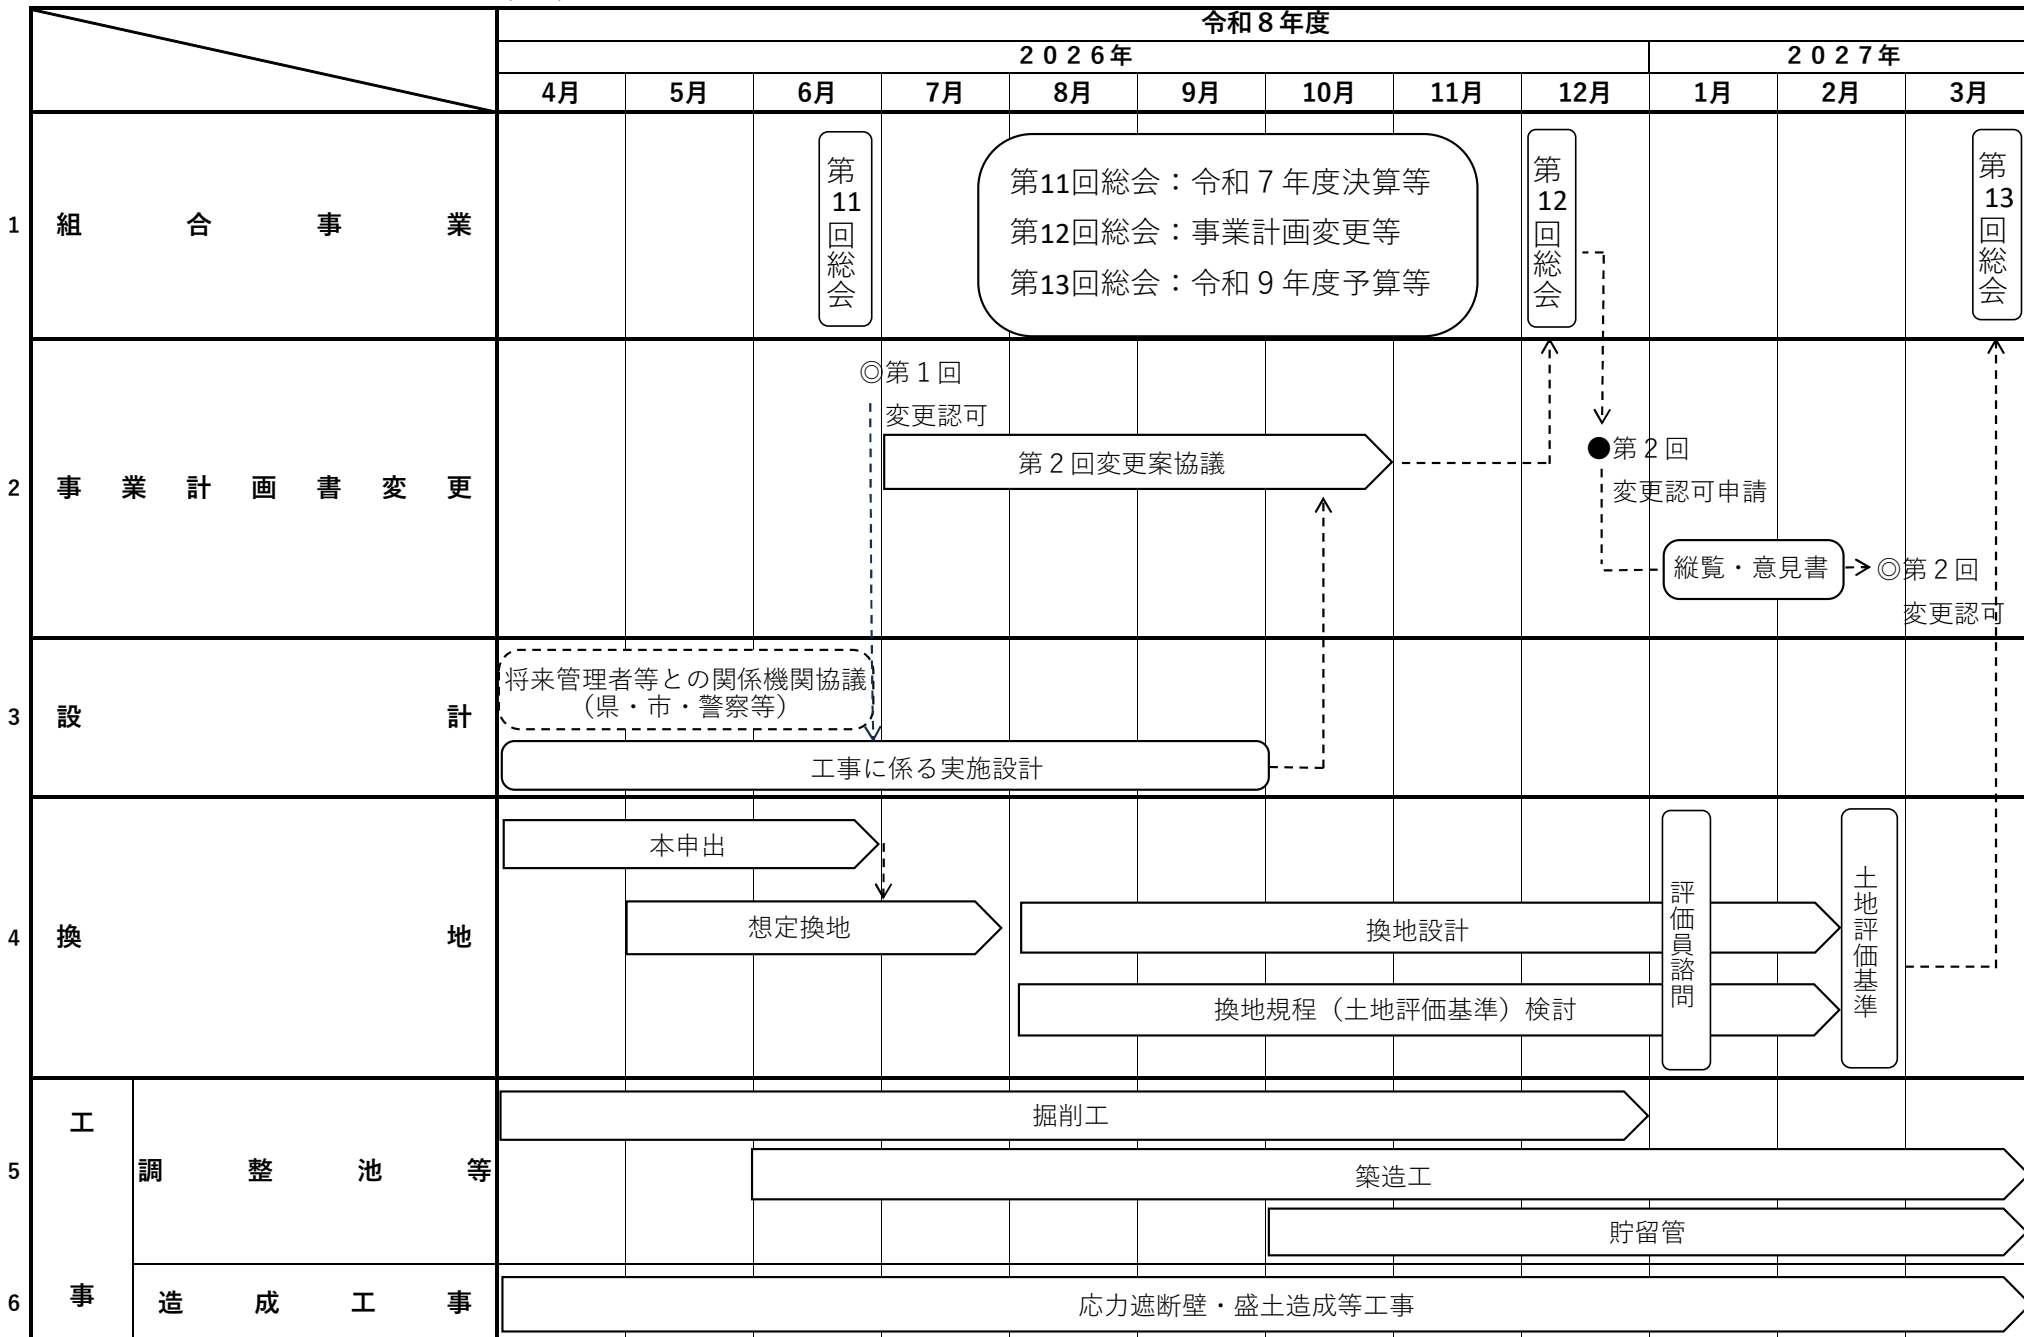 令和８年度
２０２６年
２０２７年
4月 5月 6月 7月 8月 9月 10月 11月 12月 1月 2月 3月
1 組合事業
第11回総会
第11回総会：令和７年度決算等
第12回総会：事業計画変更等
第13回総会：令和９年度予算等
第12回総会
第13回総会
2 事業計画書変更
◎第１回
変更認可
第２回変更案協議
●第２回
変更認可申請
縦覧・意見書
◎第２回
変更認可
3 設計
将来管理者等との関係機関協議
（県・市・警察等）
工事に係る実施設計
4 換地
本申出
想定換地
換地設計
換地規程（土地評価基準）検討
評価員諮問
土地評価基準
工事
5 調整池等
掘削工
築造工
貯留管
6 造成工事
応力遮断壁・盛土造成等工事